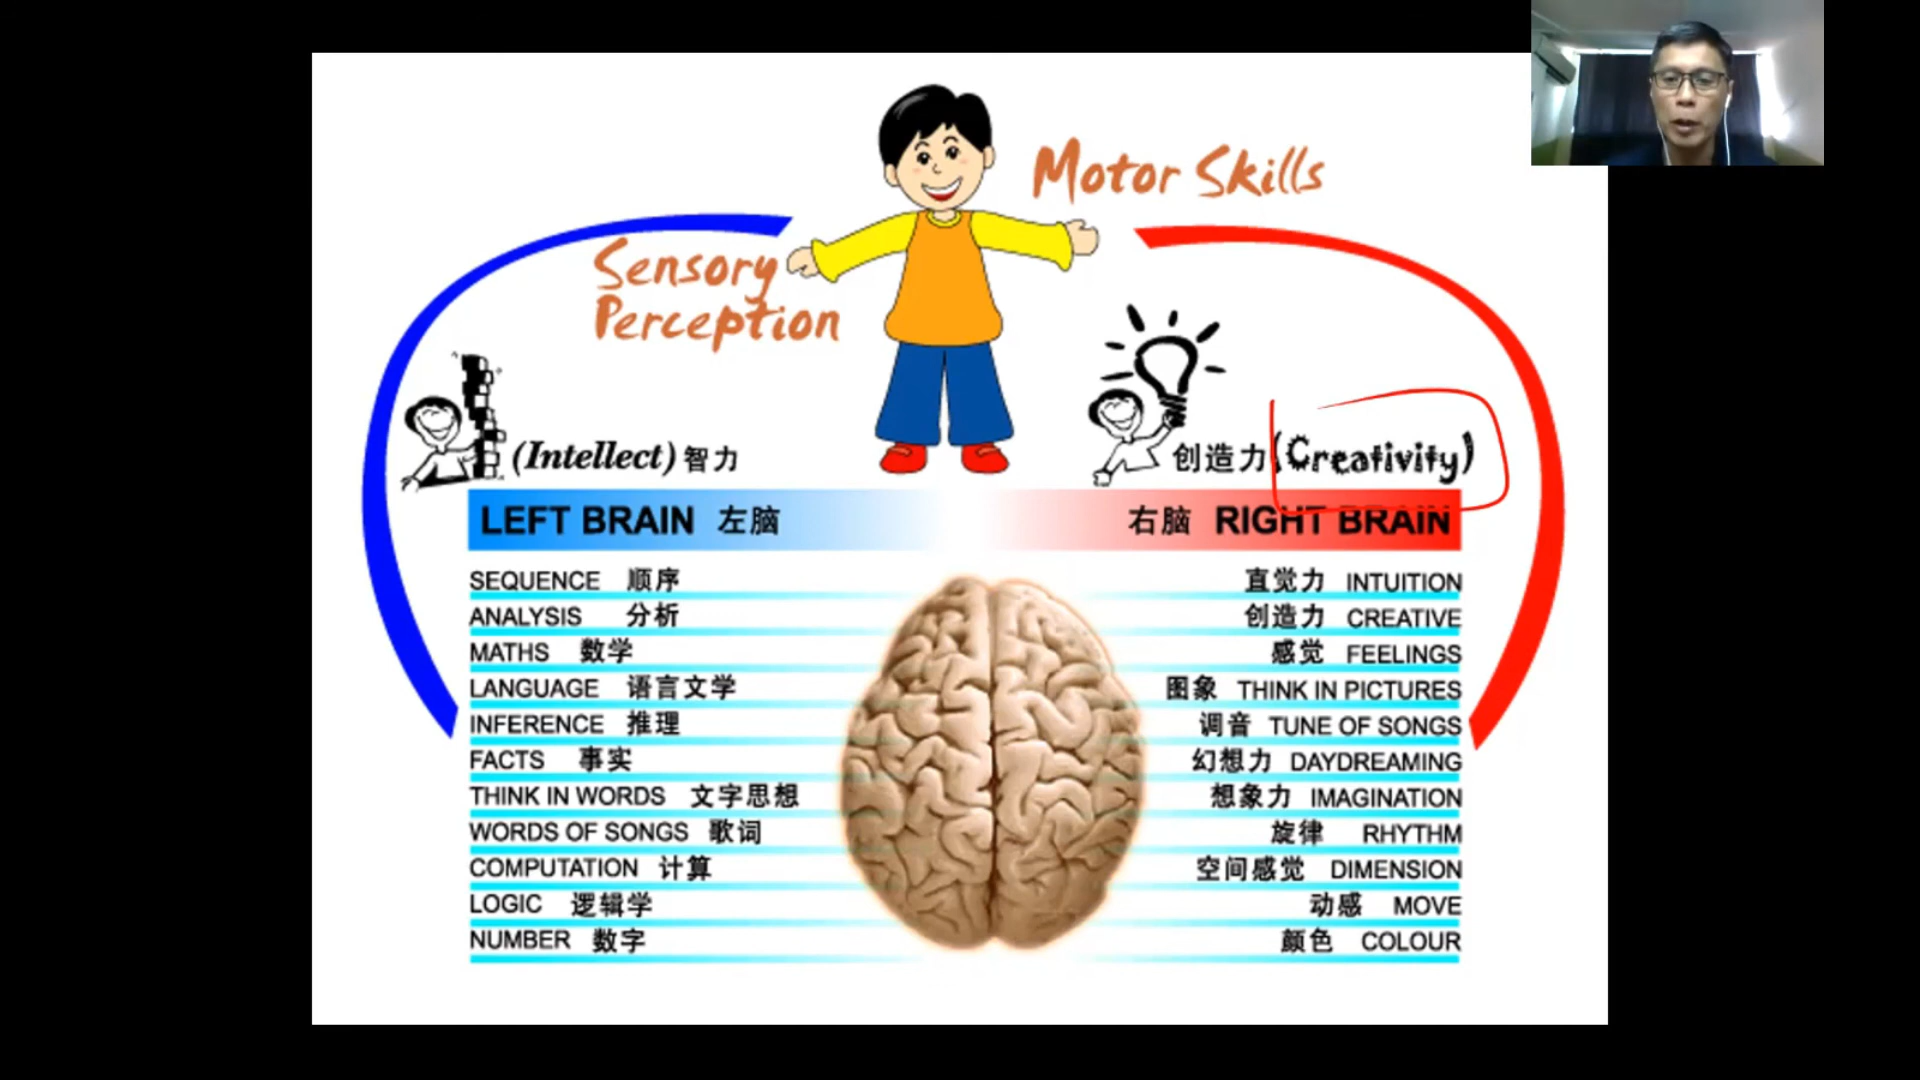 Motor Skills
Sensory
Perception
(Intellect) 智力
创造力 (Creativity)
LEFT BRAIN 左脑
右脑 RIGHT BRAIN
SEQUENCE 顺序
直觉力 INTUITION
ANALYSIS 分析
创造力 CREATIVE
MATHS 数学
感觉 FEELINGS
LANGUAGE 语言文学
图象 THINK IN PICTURES
INFERENCE 推理
调音 TUNE OF SONGS
FACTS 事实
幻想力 DAYDREAMING
THINK IN WORDS 文字思想
想象力 IMAGINATION
WORDS OF SONGS 歌词
旋律 RHYTHM
COMPUTATION 计算
空间感觉 DIMENSION
LOGIC 逻辑学
动感 MOVE
NUMBER 数字
颜色 COLOUR